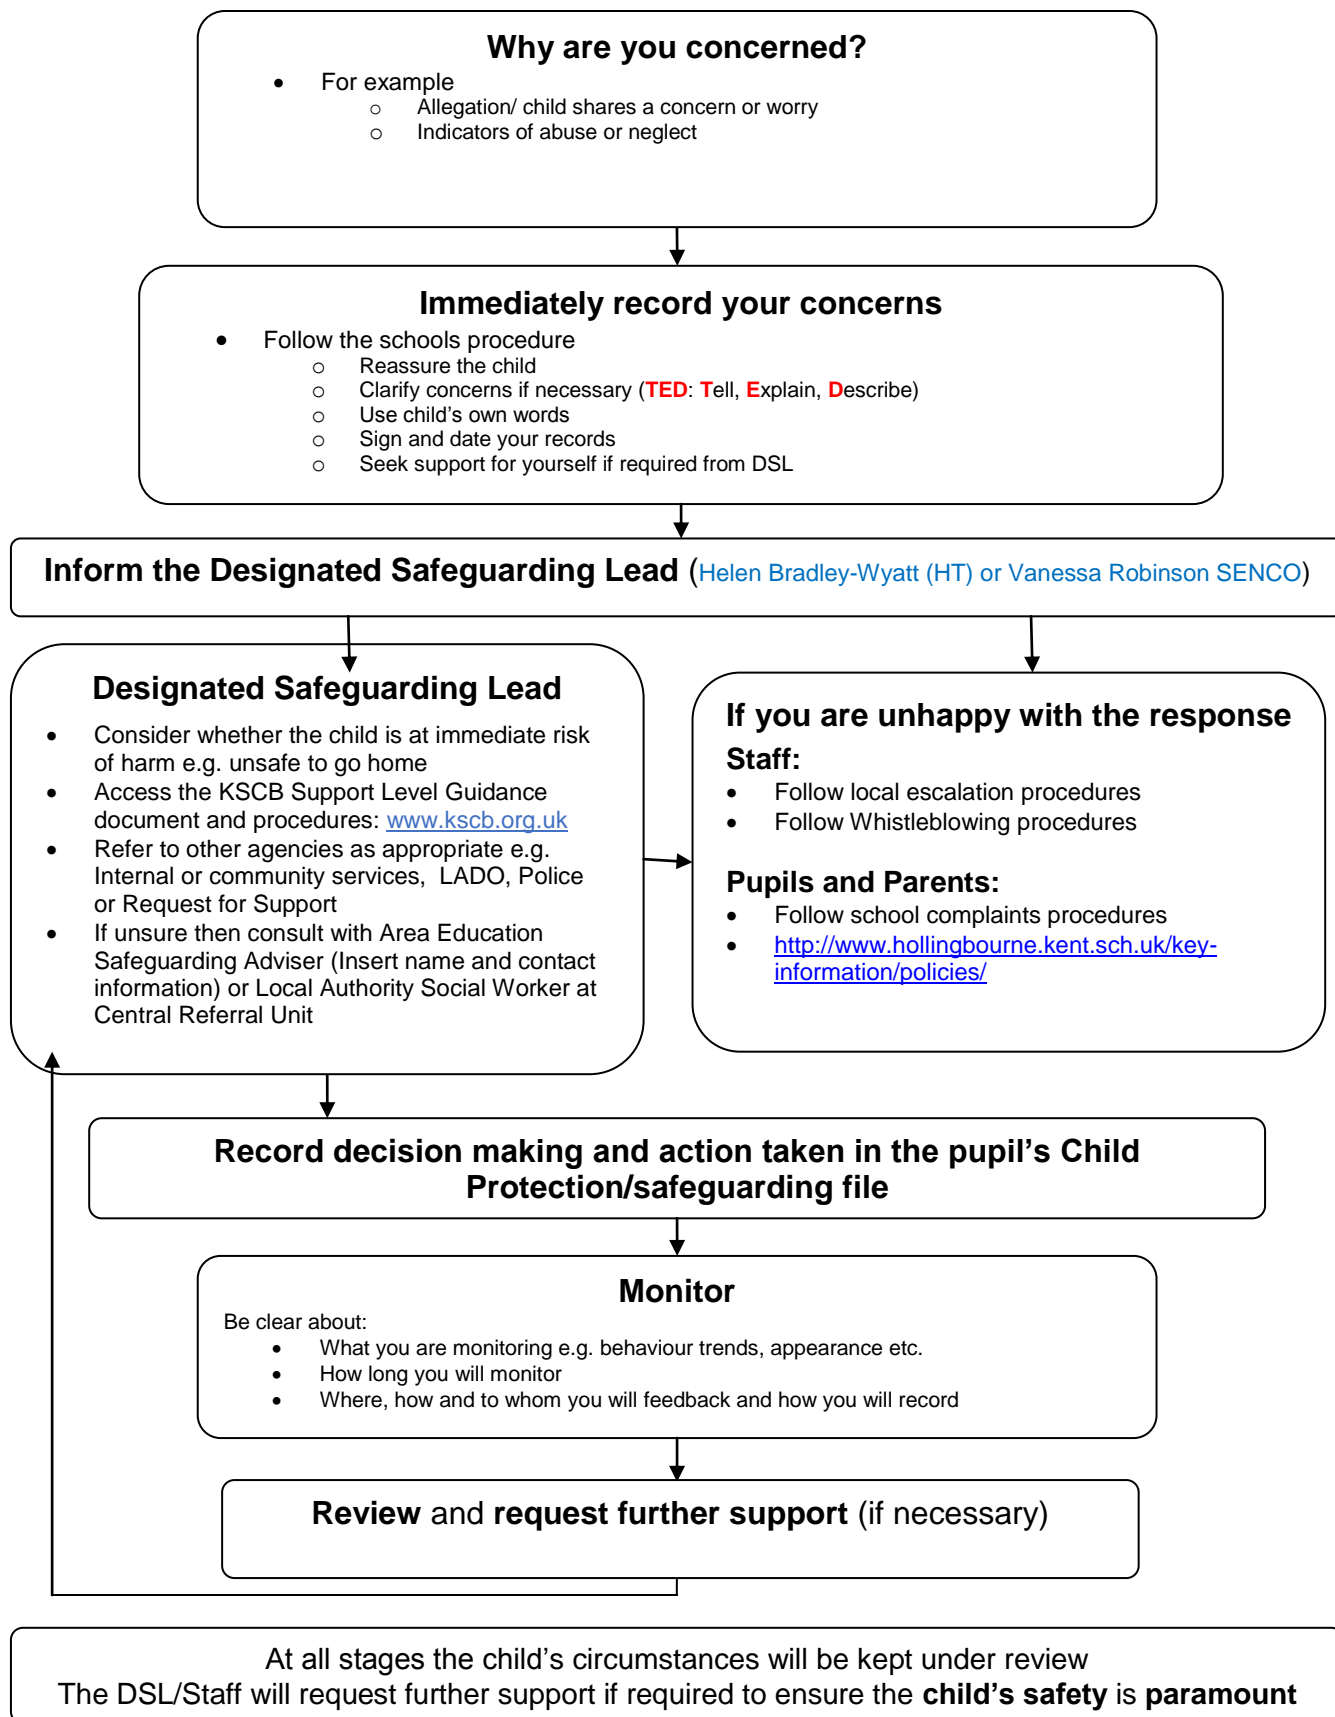 Why are you concerned?
• For example
o Allegation/ child shares a concern or worry
o Indicators of abuse or neglect
Immediately record your concerns
• Follow the schools procedure
o Reassure the child
o Clarify concerns if necessary (TED: Tell, Explain, Describe)
o Use child’s own words
o Sign and date your records
o Seek support for yourself if required from DSL
Inform the Designated Safeguarding Lead (Helen Bradley-Wyatt (HT) or Vanessa Robinson SENCO)
Designated Safeguarding Lead
• Consider whether the child is at immediate risk
of harm e.g. unsafe to go home
• Access the KSCB Support Level Guidance
document and procedures: www.kscb.org.uk
• Refer to other agencies as appropriate e.g.
Internal or community services, LADO, Police
or Request for Support
• If unsure then consult with Area Education
Safeguarding Adviser (Insert name and contact
information) or Local Authority Social Worker at
Central Referral Unit
If you are unhappy with the response
Staff:
• Follow local escalation procedures
• Follow Whistleblowing procedures
Pupils and Parents:
• Follow school complaints procedures
• http://www.hollingbourne.kent.sch.uk/key-
information/policies/
Record decision making and action taken in the pupil’s Child
Protection/safeguarding file
Monitor
Be clear about:
• What you are monitoring e.g. behaviour trends, appearance etc.
• How long you will monitor
• Where, how and to whom you will feedback and how you will record
Review and request further support (if necessary)
At all stages the child’s circumstances will be kept under review
The DSL/Staff will request further support if required to ensure the child’s safety is paramount